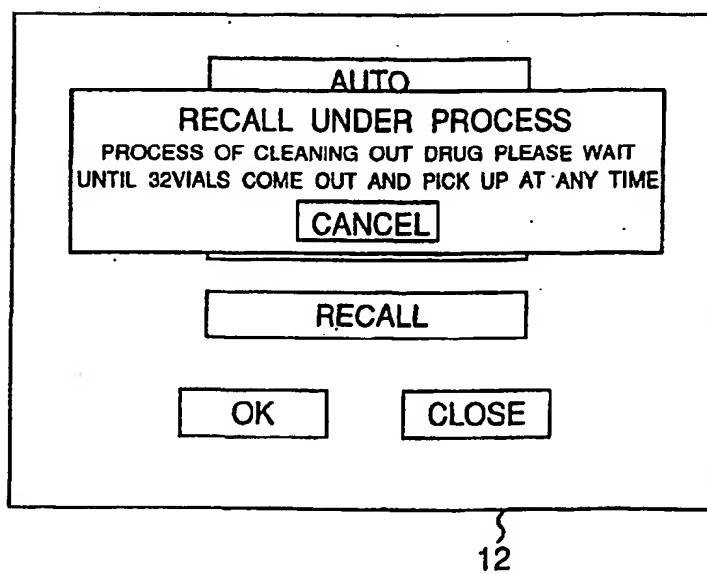 AUTO
RECALL UNDER PROCESS
PROCESS OF CLEANING OUT DRUG PLEASE WAIT
UNTIL 32VIALS COME OUT AND PICK UP AT ANY TIME
CANCEL
RECALL
OK CLOSE
12